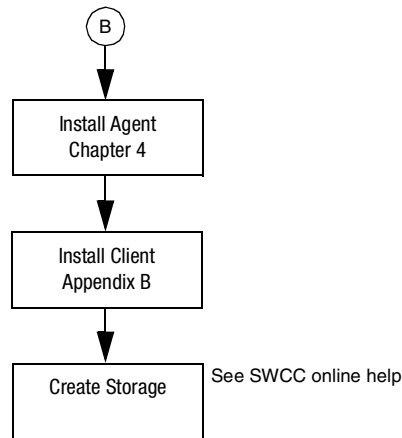 B
Install Agent
Chapter 4
Install Client
Appendix B
Create Storage
See SWCC online help